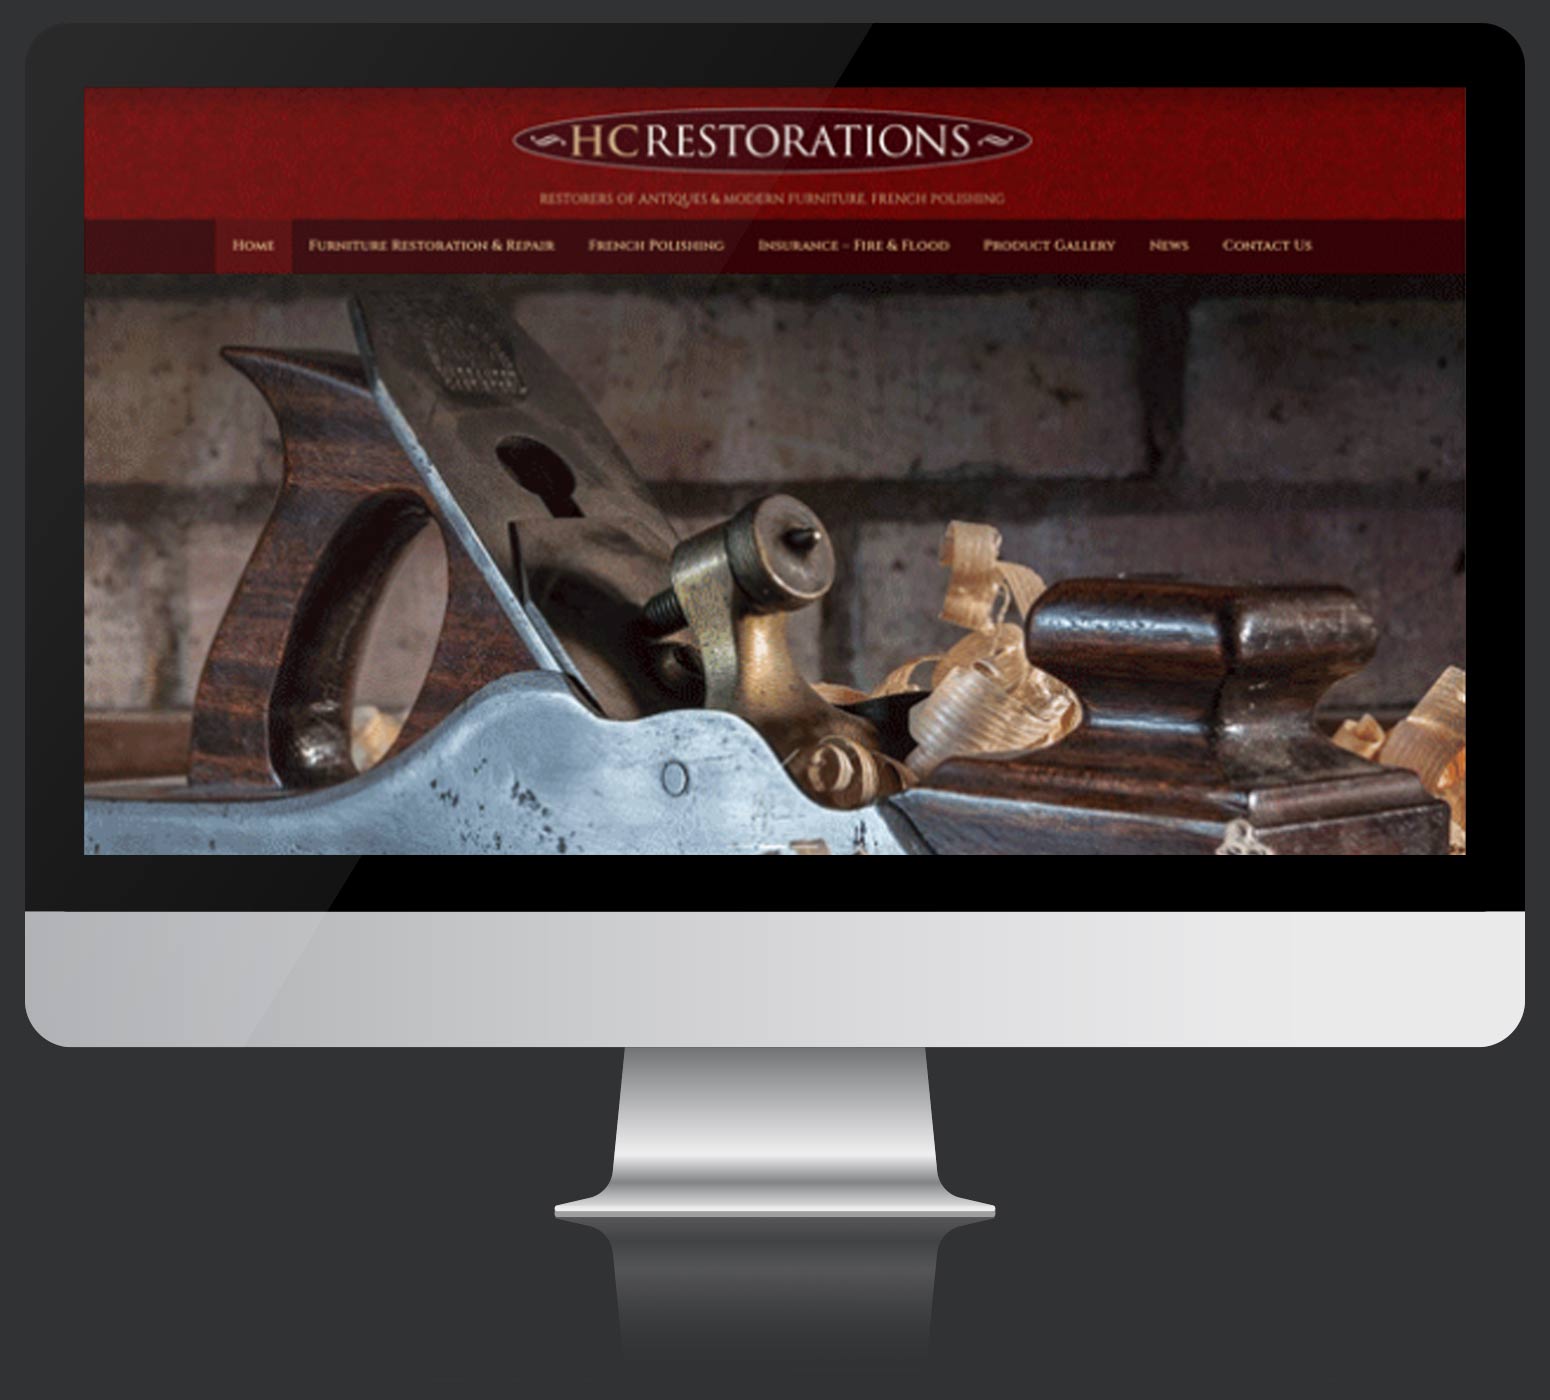 HCRESTORATIONS
RESTORERS OF ANTIQUES & MODERN FURNITURE. FRENCH POLISHING
HOME FURNITURE RESTORATION & REPAIR FRENCH POLISHING INSURANCE – FIRE & FLOOD PRODUCT GALLERY NEWS CONTACT US